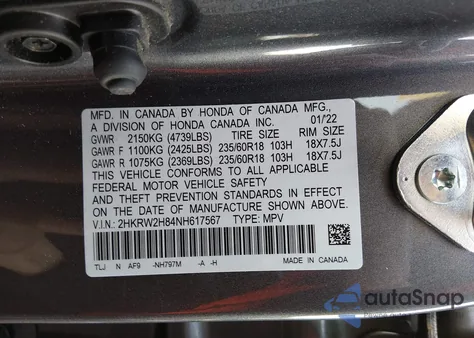 MFD. IN CANADA BY HONDA OF CANADA MFG.,
A DIVISION OF HONDA CANADA INC. 01/'22
GVWR 2150KG (4739LBS) TIRE SIZE RIM SIZE
GAWR F 1100KG (2425LBS) 235/60R18 103H 18X7.5J
GAWR R 1075KG (2369LBS) 235/60R18 103H 18X7.5J
THIS VEHICLE CONFORMS TO ALL APPLICABLE
FEDERAL MOTOR VEHICLE SAFETY
AND THEFT PREVENTION STANDARDS IN EFFECT ON
THE DATE OF MANUFACTURE SHOWN ABOVE.
V.I.N.: 2HKRW2H84NH617567 TYPE: MPV
TLJ N AF9 -NH797M -A -H MADE IN CANADA
autoSnap